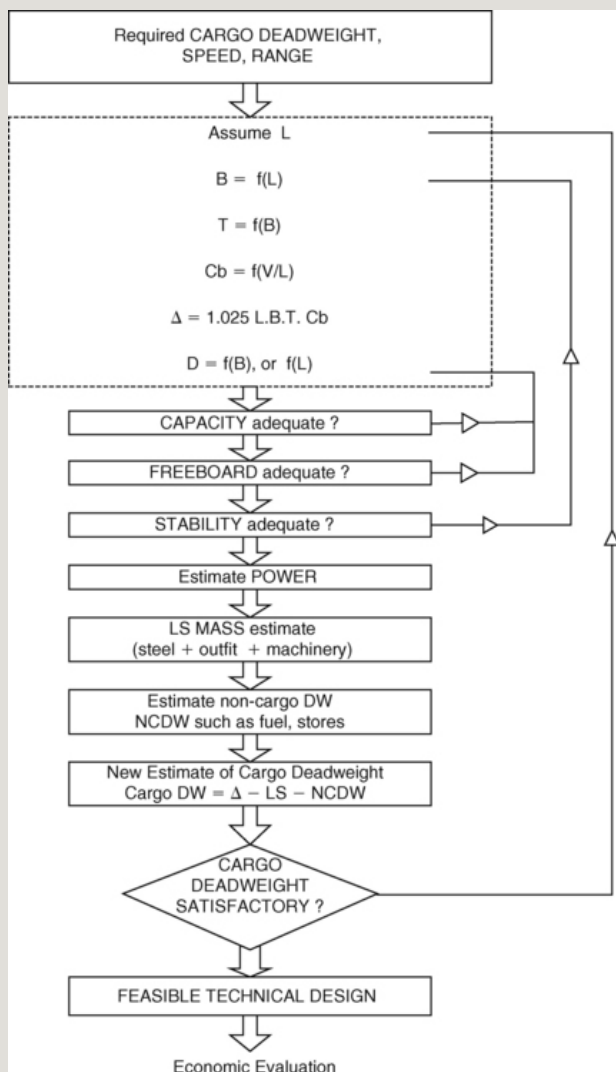 Required CARGO DEADWEIGHT,
SPEED, RANGE
Assume L
B = f(L)
T = f(B)
Cb = f(V/L)
Δ = 1.025 L.B.T. Cb
D = f(B), or f(L)
CAPACITY adequate ?
FREEBOARD adequate ?
STABILITY adequate ?
Estimate POWER
LS MASS estimate
(steel + outfit + machinery)
Estimate non-cargo DW
NCDW such as fuel, stores
New Estimate of Cargo Deadweight
Cargo DW = Δ − LS − NCDW
CARGO
DEADWEIGHT
SATISFACTORY ?
FEASIBLE TECHNICAL DESIGN
Economic Evaluation